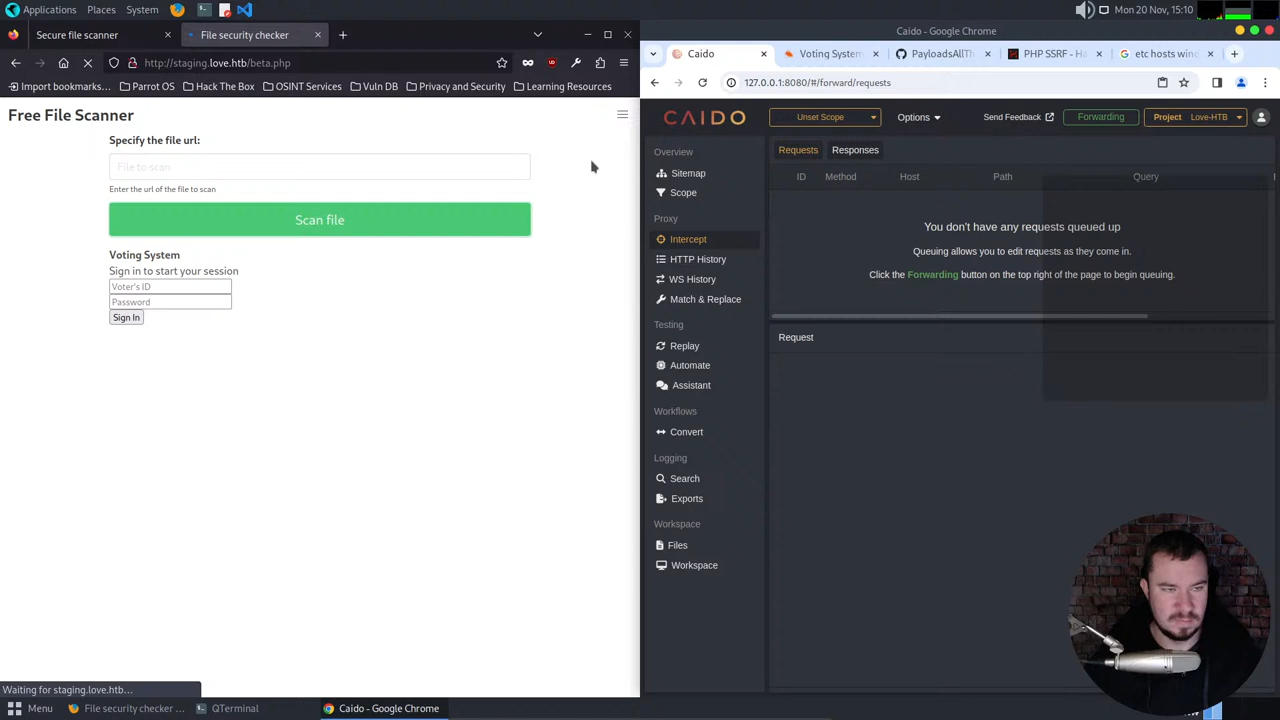 Applications Places System
Mon 20 Nov, 15:10
Secure file scanner
File security checker
http://staging.love.htb/beta.php
Import bookmarks...
Parrot OS
Hack The Box
OSINT Services
Vuln DB
Privacy and Security
Learning Resources
Free File Scanner
Specify the file url:
File to scan
Enter the url of the file to scan
Scan file
Voting System
Sign in to start your session
Voter's ID
Password
Sign In
Waiting for staging.love.htb...
Caido - Google Chrome
Caido
Voting System
PayloadsAllTh
PHP SSRF - Ha
etc hosts wind
127.0.0.1:8080/#/forward/requests
CAIDO
Unset Scope
Options
Send Feedback
Forwarding
Project Love-HTB
Overview
Sitemap
Scope
Proxy
Intercept
HTTP History
WS History
Match & Replace
Testing
Replay
Automate
Assistant
Workflows
Convert
Logging
Search
Exports
Workspace
Files
Workspace
Requests
Responses
ID Method Host Path Query
You don't have any requests queued up
Queuing allows you to edit requests as they come in.
Click the Forwarding button on the top right of the page to begin queuing.
Request
Menu
File security checker ...
QTerminal
Caido - Google Chrome